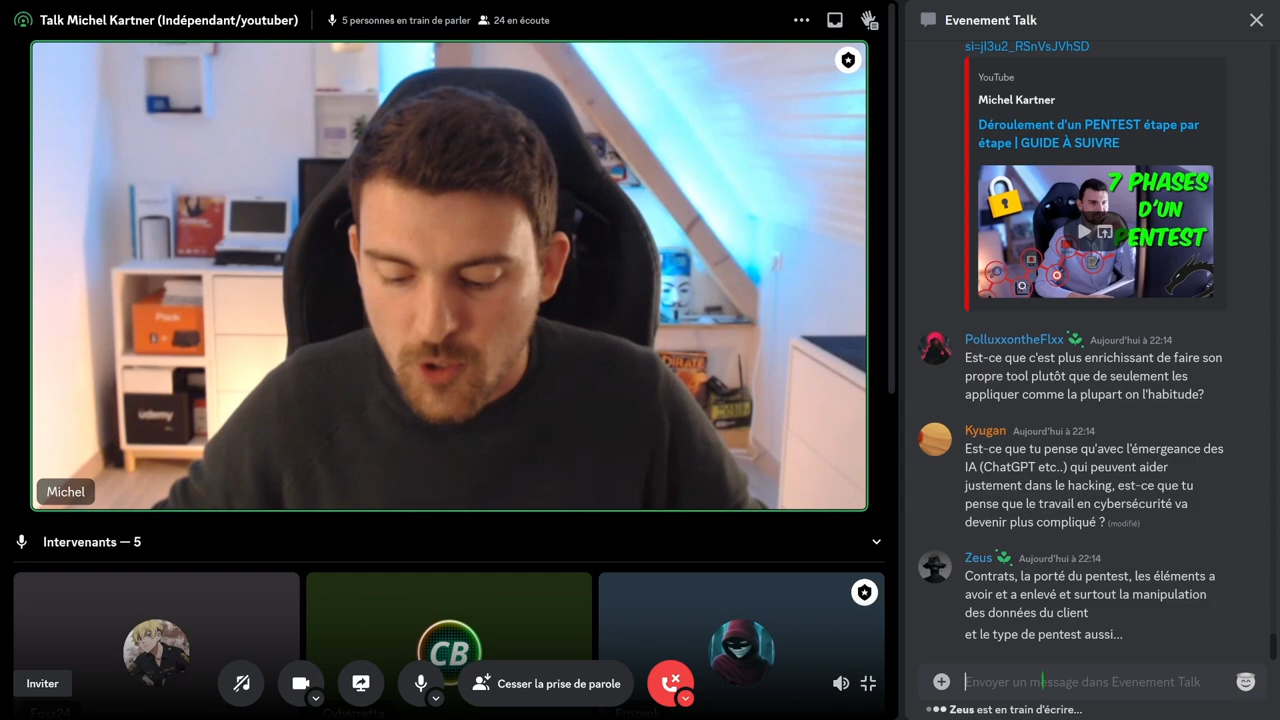 Talk Michel Kartner (Indépendant/youtuber)
5 personnes en train de parler
24 en écoute
Evenement Talk
si=jI3u2_RSnVsJVhSD
YouTube
Michel Kartner
Déroulement d'un PENTEST étape par
étape | GUIDE À SUIVRE
7 PHASES
D'UN
PENTEST
PolluxxontheFlxx Aujourd'hui à 22:14
Est-ce que c'est plus enrichissant de faire son
propre tool plutôt que de seulement les
appliquer comme la plupart on l'habitude?
Kyugan Aujourd'hui à 22:14
Est-ce que tu pense qu'avec l'émergeance des
IA (ChatGPT etc..) qui peuvent aider
justement dans le hacking, est-ce que tu
pense que le travail en cybersécurité va
devenir plus compliqué ? (modifié)
Zeus Aujourd'hui à 22:14
Contrats, la porté du pentest, les éléments a
avoir et a enlevé et surtout la manipulation
des données du client
et le type de pentest aussi...
Envoyer un message dans Evenement Talk
Zeus est en train d'écrire...
Pack
udemy
PIRATE
Michel
Intervenants — 5
CB
Inviter
Cesser la prise de parole